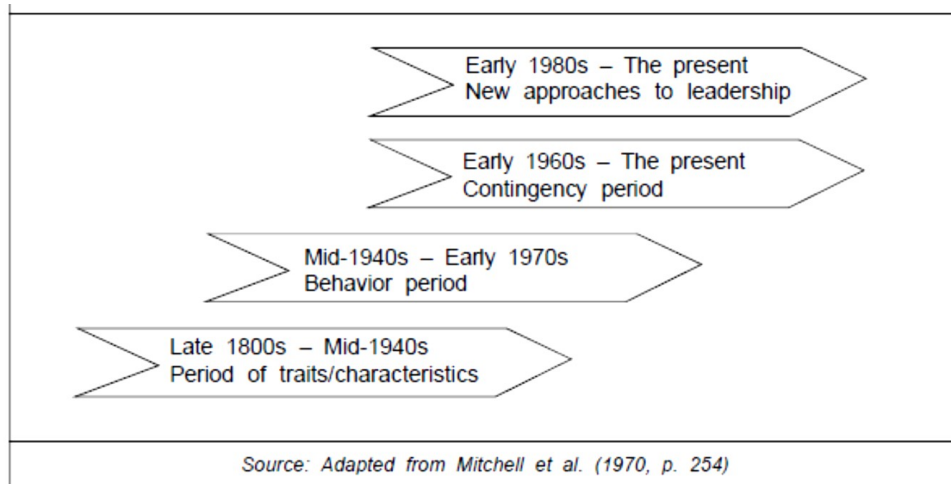 Early 1980s – The present
New approaches to leadership
Early 1960s – The present
Contingency period
Mid-1940s – Early 1970s
Behavior period
Late 1800s – Mid-1940s
Period of traits/characteristics
Source: Adapted from Mitchell et al. (1970, p. 254)